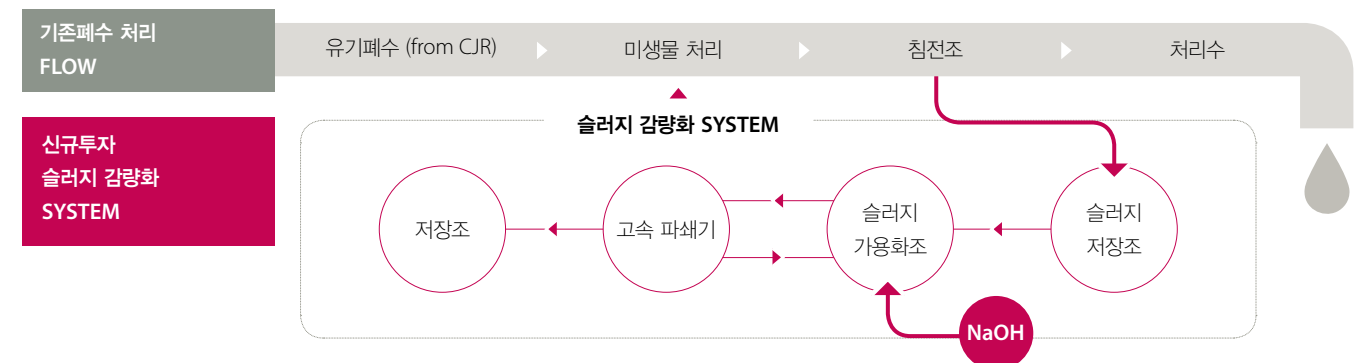 기존폐수 처리
FLOW
유기폐수 (from CJR)
미생물 처리
침전조
처리수
신규투자
슬러지 감량화
SYSTEM
슬러지 감량화 SYSTEM
저장조
고속 파쇄기
슬러지
가용화조
슬러지
저장조
NaOH